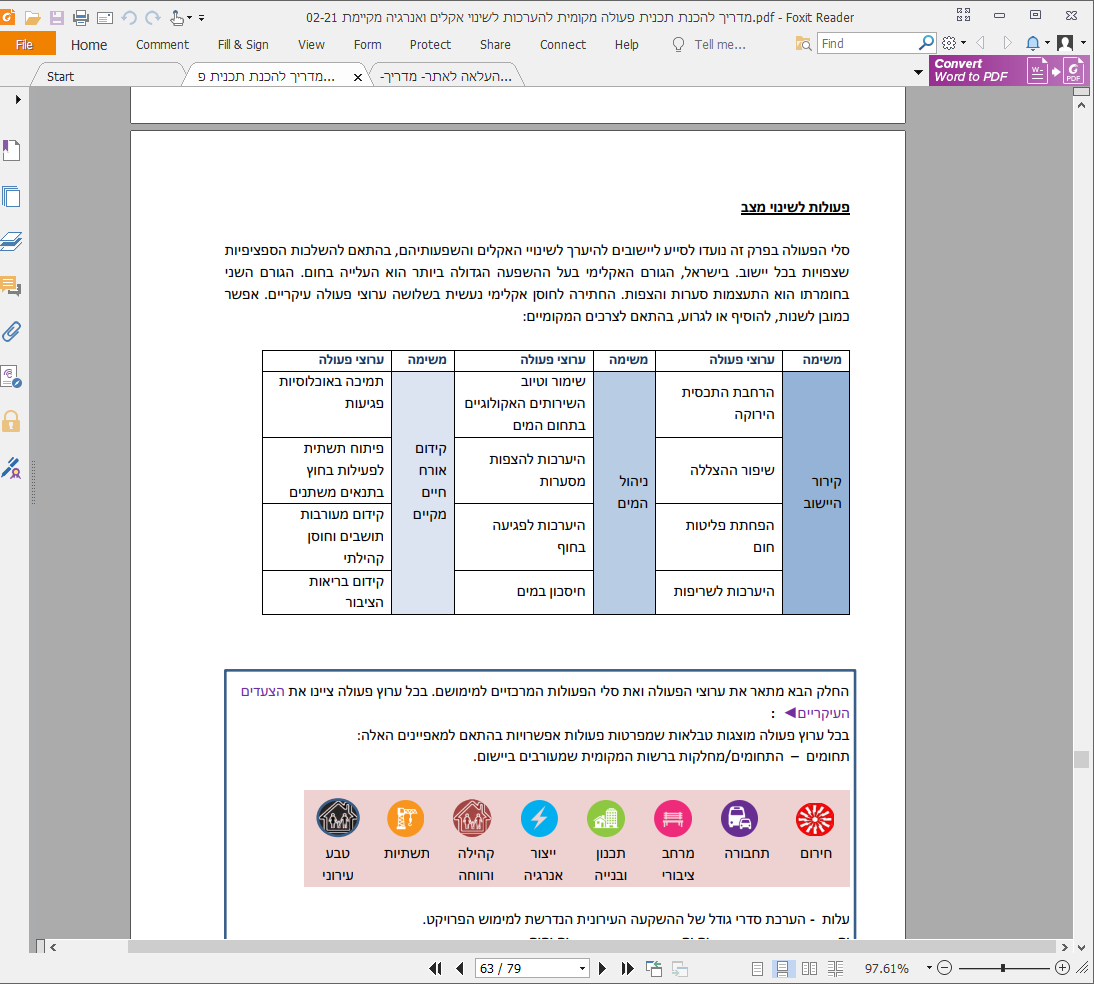 מדריך להכנת תכנית פעולה מקומית להערכות לשינוי אקלים ואנרגיה מקיימת 02-21.pdf - Foxit Reader
File Home Comment Fill & Sign View Form Protect Share Connect Help Tell me... Find
Start
מדריך להכנת תכנית פ...
העלאה לאתר- מדריך-...
Convert
Word to PDF
פעולות לשינוי מצב
סלי הפעולה בפרק זה נועדו לסייע ליישובים להיערך לשינויי האקלים והשפעותיהם, בהתאם להשלכות הספציפיות
שצפויות בכל יישוב. בישראל, הגורם האקלימי בעל ההשפעה הגדולה ביותר הוא העלייה בחום. הגורם השני
בחומרתו הוא התעצמות סערות והצפות. החתירה לחוסן אקלימי נעשית בשלושה ערוצי פעולה עיקריים. אפשר
כמובן לשנות, להוסיף או לגרוע, בהתאם לצרכים המקומיים:
משימה ערוצי פעולה משימה ערוצי פעולה משימה ערוצי פעולה
קירור
היישוב
הרחבת התכסית
הירוקה
שיפור ההצללה
הפחתת פליטות
חום
היערכות לשריפות
ניהול
המים
שימור וטיוב
השירותים האקולוגיים
בתחום המים
היערכות להצפות
מסערות
היערכות לפגיעה
בחוף
חיסכון במים
קידום
אורח
חיים
מקיים
תמיכה באוכלוסיות
פגיעות
פיתוח תשתית
לפעילות בחוץ
בתנאים משתנים
קידום מעורבות
תושבים וחוסן
קהילתי
קידום בריאות
הציבור
החלק הבא מתאר את ערוצי הפעולה ואת סלי הפעולות המרכזיים למימושם. בכל ערוץ פעולה ציינו את הצעדים
העיקריים◄ :
בכל ערוץ פעולה מוצגות טבלאות שמפרטות פעולות אפשרויות בהתאם למאפיינים האלה:
תחומים – התחומים/מחלקות ברשות המקומית שמעורבים ביישום.
חירום
תחבורה
מרחב
ציבורי
תכנון
ובנייה
ייצור
אנרגיה
קהילה
ורווחה
תשתיות
טבע
עירוני
עלות - הערכת סדרי גודל של ההשקעה העירונית הנדרשת למימוש הפרויקט.
63 / 79
97.61%